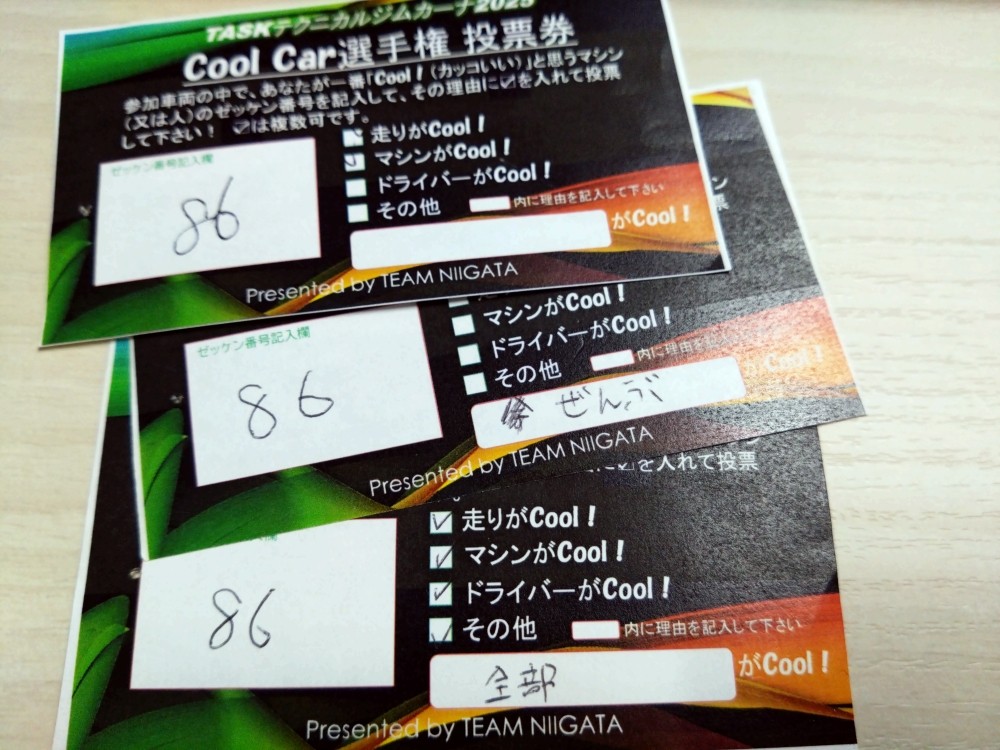 TASKテクニカルジムカーナ2025
Cool Car選手権 投票券
参加車両の中で、あなたが一番「Cool!(カッコいい)」と思うマシン
(又は人)のゼッケン番号を記入して、その理由に☑を入れて投票
して下さい! ☑は複数可です。
走りがCool!
マシンがCool!
ドライバーがCool!
その他 内に理由を記入して下さい
がCool!
ゼッケン番号記入欄
86
Presented by TEAM NIIGATA
ン
票
マシンがCool!
ドライバーがCool!
その他 内に理由を記入して下さい
ぜんぶ
がCool!
ゼッケン番号記入欄
86
Presented by TEAM NIIGATA
を入れて投票
走りがCool!
マシンがCool!
ドライバーがCool!
その他 内に理由を記入して下さい
全部
がCool!
86
Presented by TEAM NIIGATA